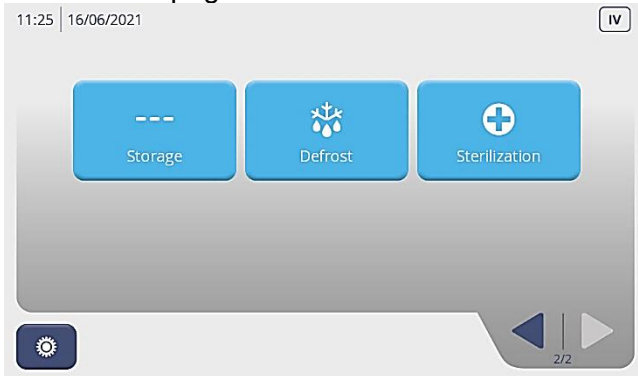 11:25 16/06/2021 IV
--- 
Storage Defrost Sterilization
2/2